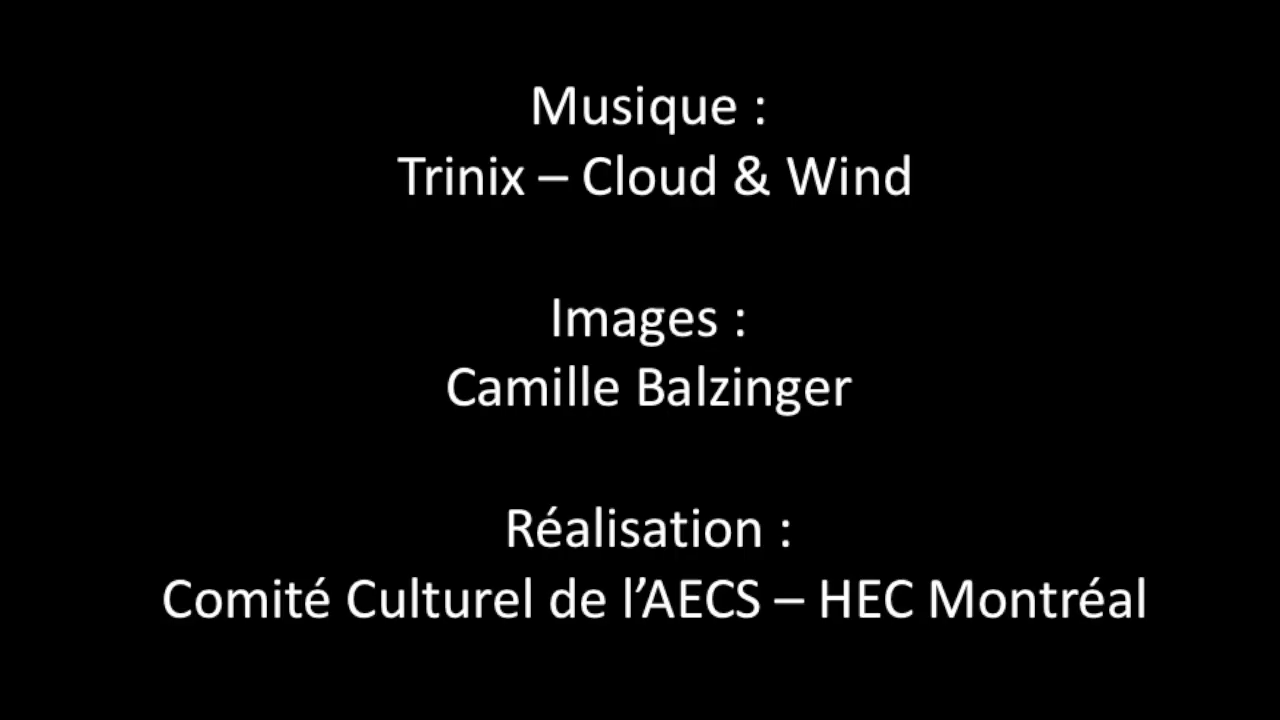 Musique :
Trinix – Cloud & Wind
Images :
Camille Balzinger
Réalisation :
Comité Culturel de l’AECS – HEC Montréal